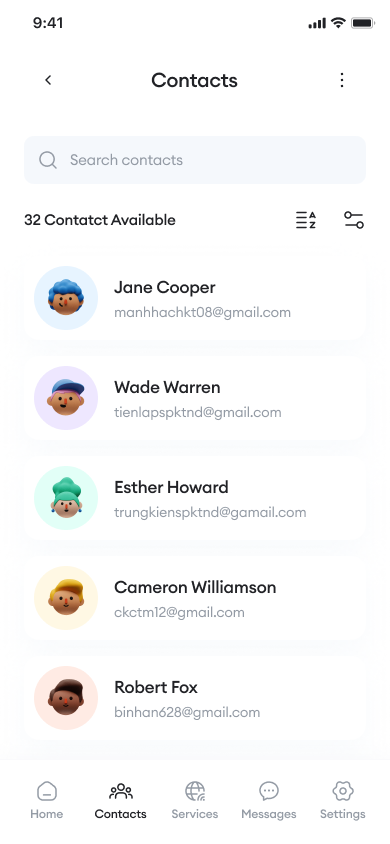 9:41
Contacts
Search contacts
32 Contatct Available
A
Z
Jane Cooper
manhhachkt08@gmail.com
Wade Warren
tienlapspktnd@gmail.com
Esther Howard
trungkienspktnd@gamail.com
Cameron Williamson
ckctm12@gmail.com
Robert Fox
binhan628@gmail.com
Home
Contacts
Services
Messages
Settings